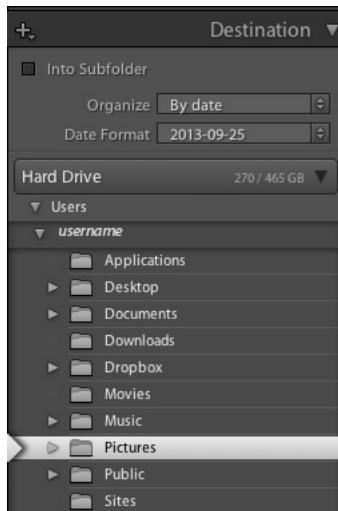 Destination
Into Subfolder
Organize By date
Date Format 2013-09-25
Hard Drive 270 / 465 GB
Users
username
Applications
Desktop
Documents
Downloads
Dropbox
Movies
Music
Pictures
Public
Sites